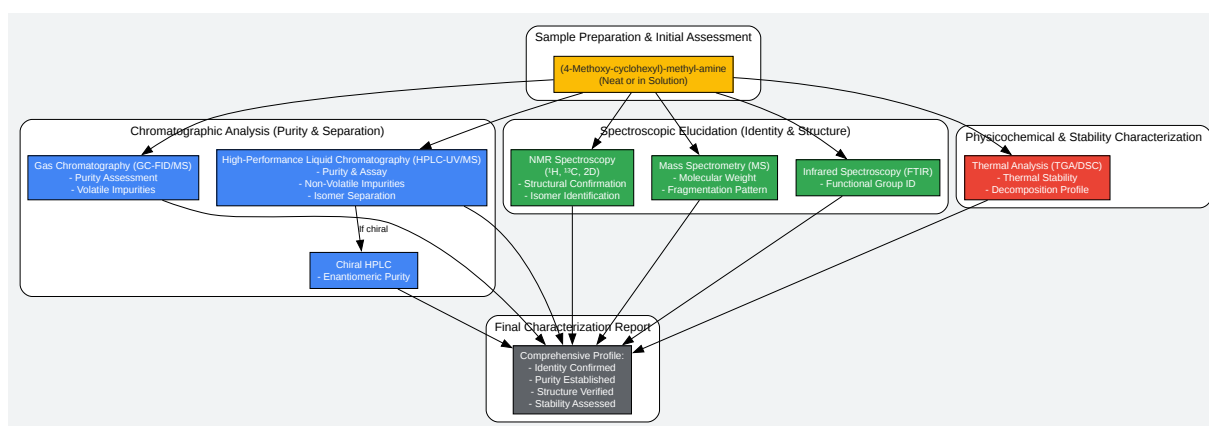 Sample Preparation & Initial Assessment
(4-Methoxy-cyclohexyl)-methyl-amine
(Neat or in Solution)
Chromatographic Analysis (Purity & Separation)
Gas Chromatography (GC-FID/MS)
- Purity Assessment
- Volatile Impurities
High-Performance Liquid Chromatography (HPLC-UV/MS)
- Purity & Assay
- Non-Volatile Impurities
- Isomer Separation
If chiral
Chiral HPLC
- Enantiomeric Purity
Spectroscopic Elucidation (Identity & Structure)
NMR Spectroscopy
(¹H, ¹³C, 2D)
- Structural Confirmation
- Isomer Identification
Mass Spectrometry (MS)
- Molecular Weight
- Fragmentation Pattern
Infrared Spectroscopy (FTIR)
- Functional Group ID
Physicochemical & Stability Characterization
Thermal Analysis (TGA/DSC)
- Thermal Stability
- Decomposition Profile
Final Characterization Report
Comprehensive Profile:
- Identity Confirmed
- Purity Established
- Structure Verified
- Stability Assessed